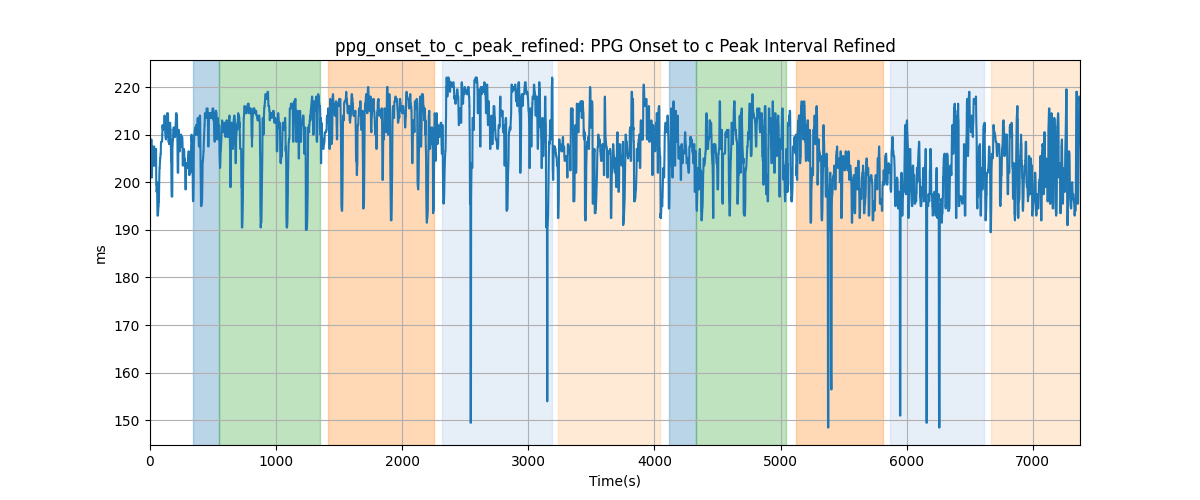 ppg_onset_to_c_peak_refined: PPG Onset to c Peak Interval Refined
220
210
200
190
180
170
160
150
ms
0 1000 2000 3000 4000 5000 6000 7000
Time(s)